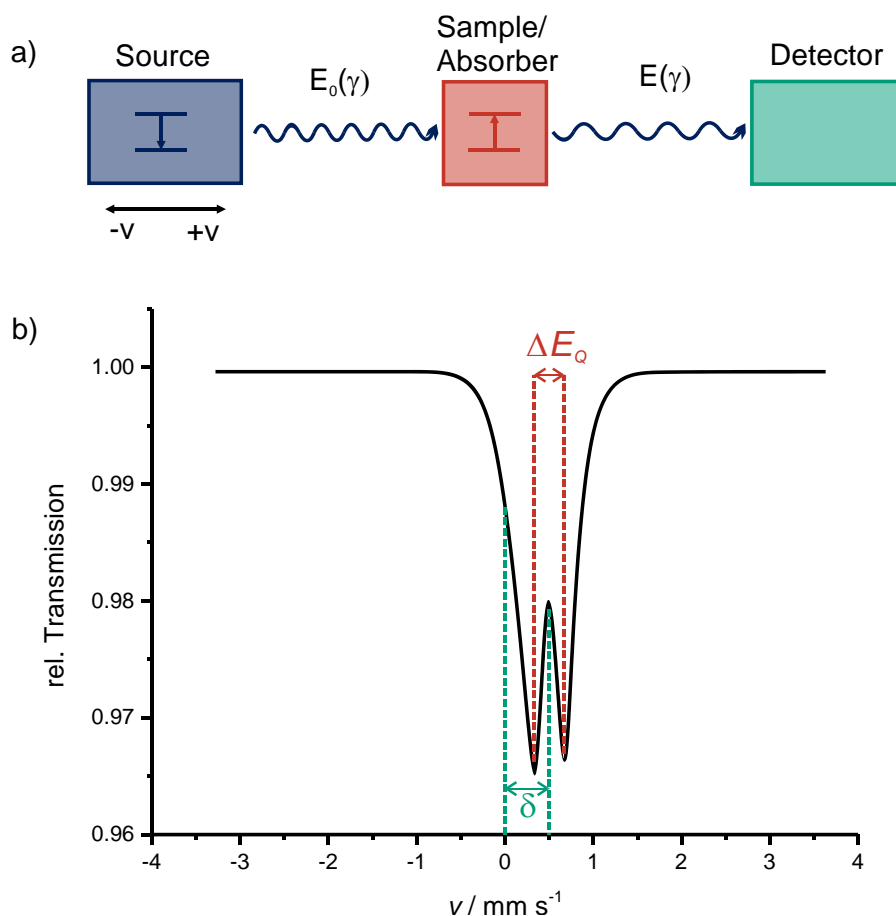 a)
Source
Sample/
Absorber
Detector
E₀(γ)
E(γ)
-v
+v
b)
ΔE_Q
1.00
0.99
0.98
0.97
0.96
rel. Transmission
δ
-4 -3 -2 -1 0 1 2 3 4
v / mm s⁻¹